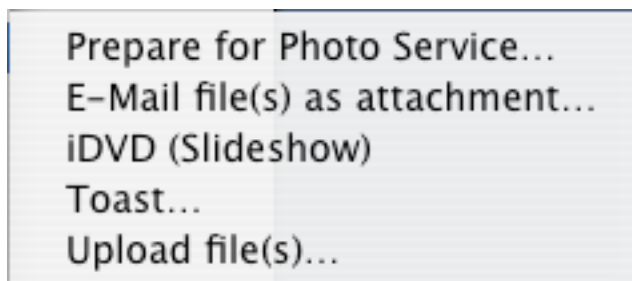 Prepare for Photo Service…
E-Mail file(s) as attachment…
iDVD (Slideshow)
Toast…
Upload file(s)…